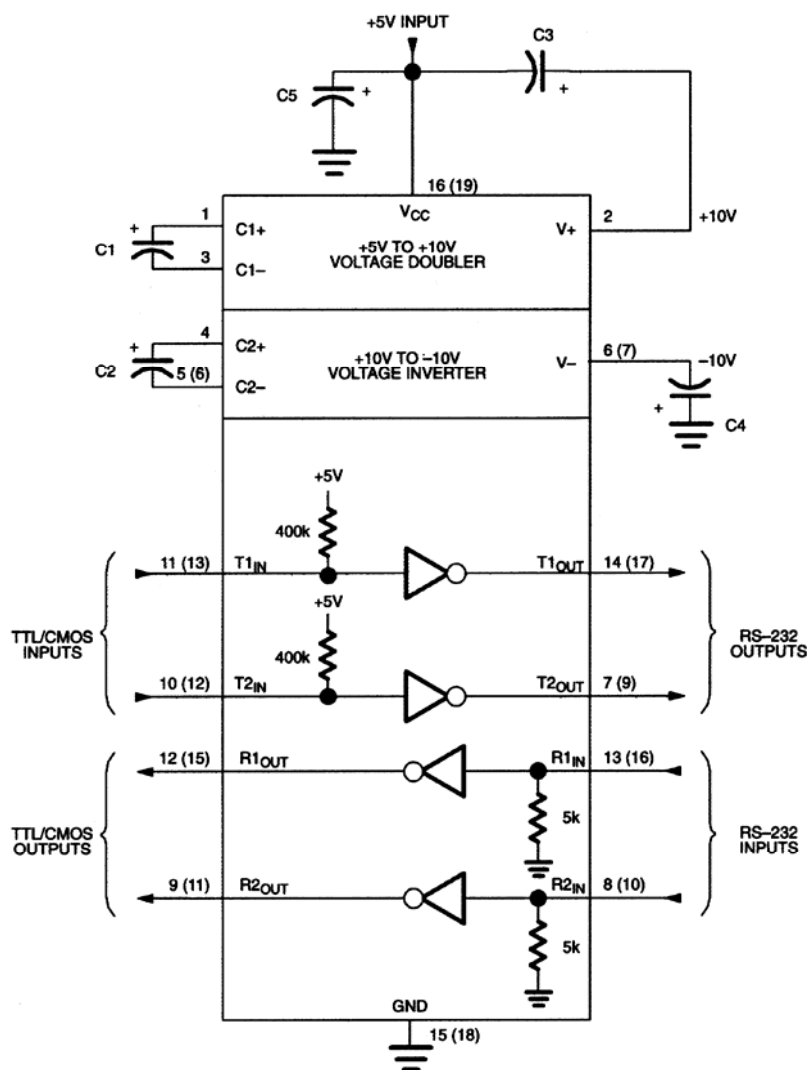 +5V INPUT
C3
C5 +
+
16 (19)
VCC
1
2
+
C1+
V+
+10V
C1
+5V TO +10V
VOLTAGE DOUBLER
3
C1–
4
+
C2+
6 (7)
C2
+10V TO –10V
VOLTAGE INVERTER
V–
–10V
5 (6)
C2–
+
C4
+5V
400k
11 (13)
T1IN
T1OUT
14 (17)
+5V
TTL/CMOS
INPUTS
RS–232
OUTPUTS
400k
10 (12)
T2IN
T2OUT
7 (9)
12 (15)
R1OUT
R1IN
13 (16)
5k
TTL/CMOS
OUTPUTS
RS–232
INPUTS
9 (11)
R2OUT
R2IN
8 (10)
5k
GND
15 (18)